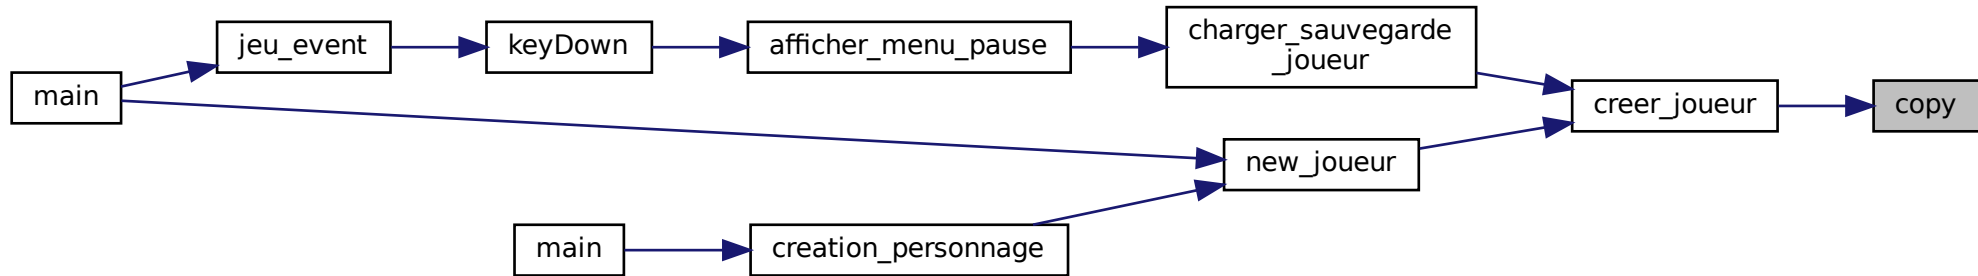 main
jeu_event
keyDown
afficher_menu_pause
charger_sauvegarde
_joueur
creer_joueur
copy
new_joueur
main
creation_personnage